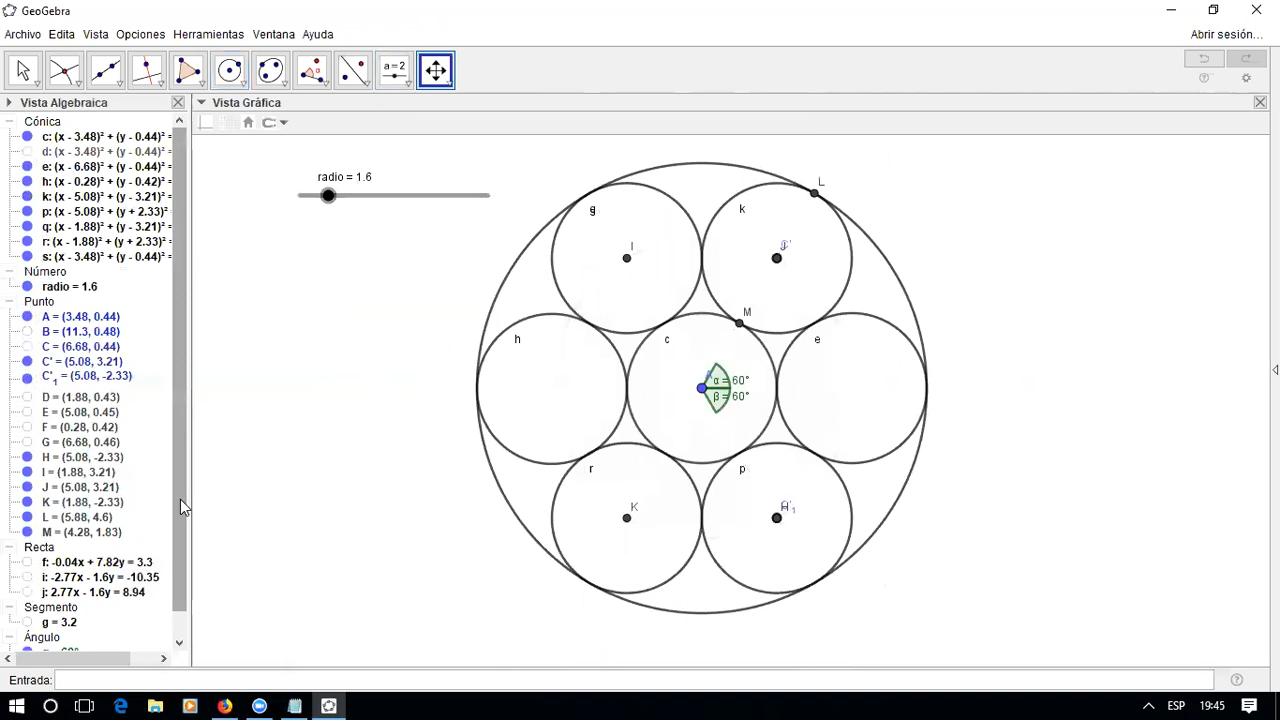 GeoGebra
Archivo Edita Vista Opciones Herramientas Ventana Ayuda
Abrir sesión...
a = 2
Vista Algebraica
Vista Gráfica
Cónica
c: (x - 3.48)² + (y - 0.44)² =
d: (x - 3.48)² + (y - 0.44)² =
e: (x - 6.68)² + (y - 0.44)² =
h: (x - 0.28)² + (y - 0.42)² =
k: (x - 5.08)² + (y - 3.21)² =
p: (x - 5.08)² + (y + 2.33)² =
q: (x - 1.88)² + (y - 3.21)² =
r: (x - 1.88)² + (y + 2.33)² =
s: (x - 3.48)² + (y - 0.44)² =
Número
radio = 1.6
Punto
A = (3.48, 0.44)
B = (11.3, 0.48)
C = (6.68, 0.44)
C' = (5.08, 3.21)
C'₁ = (5.08, -2.33)
D = (1.88, 0.43)
E = (5.08, 0.45)
F = (0.28, 0.42)
G = (6.68, 0.46)
H = (5.08, -2.33)
I = (1.88, 3.21)
J = (5.08, 3.21)
K = (1.88, -2.33)
L = (5.88, 4.6)
M = (4.28, 1.83)
Recta
f: -0.04x + 7.82y = 3.3
i: -2.77x - 1.6y = -10.35
j: 2.77x - 1.6y = 8.94
Segmento
g = 3.2
Ángulo
radio = 1.6
L
k
I
M
h
c
e
α = 60°
β = 60°
r
p
K
Entrada:
ESP 19:45